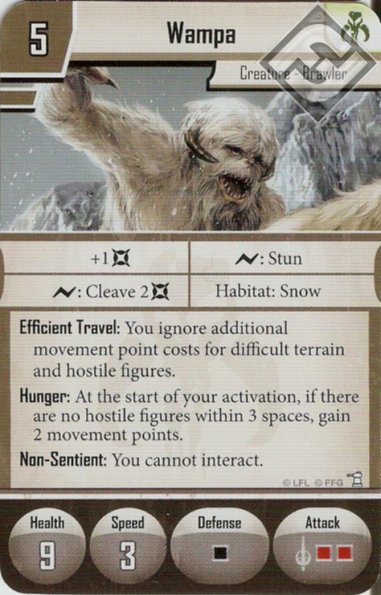 5
Wampa
Creature - Brawler
+1
: Stun
: Cleave 2
Habitat: Snow
Efficient Travel: You ignore additional
movement point costs for difficult terrain
and hostile figures.
Hunger: At the start of your activation, if there
are no hostile figures within 3 spaces, gain
2 movement points.
Non-Sentient: You cannot interact.
© LFL © FFG
Health
Speed
Defense
Attack
9
3